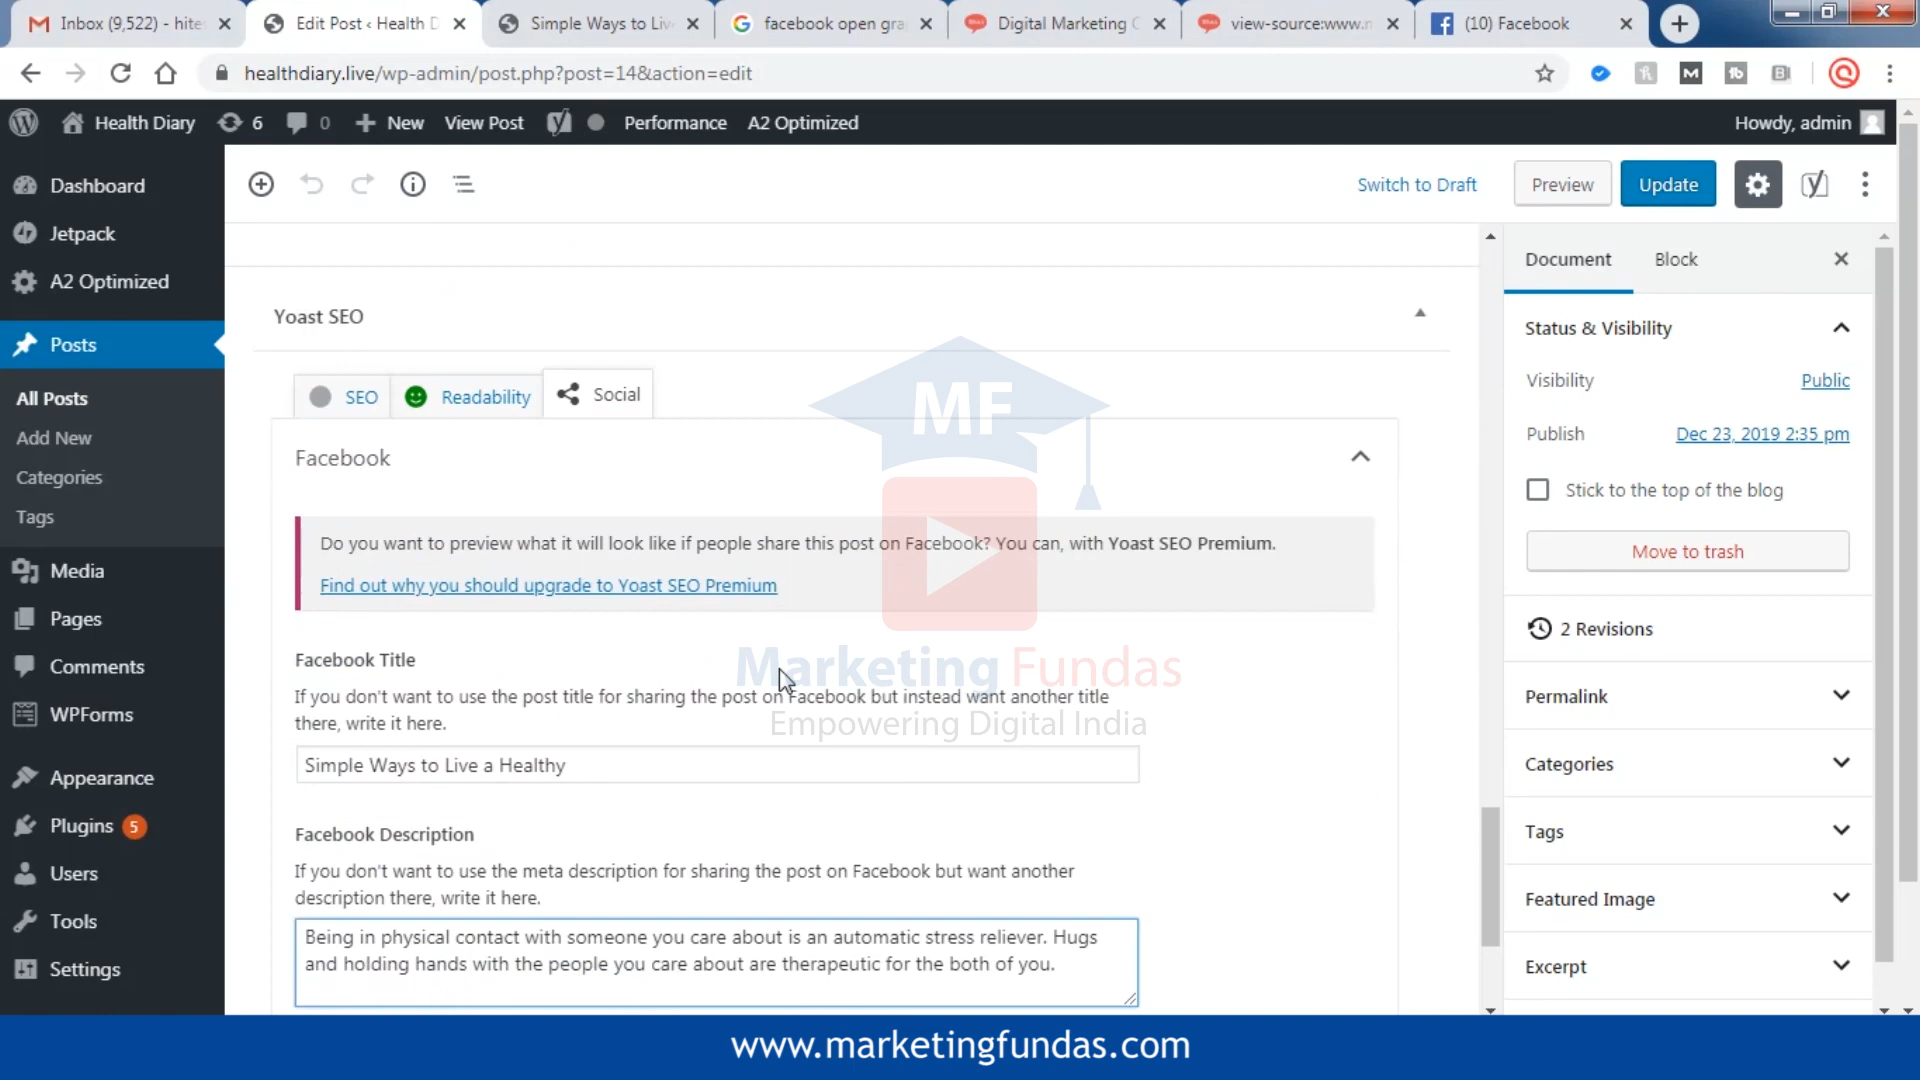 Inbox (9,522) - hite
Edit Post ‹ Health D
Simple Ways to Liv
facebook open gra
Digital Marketing C
view-source:www.m
(10) Facebook
healthdiary.live/wp-admin/post.php?post=14&action=edit
Health Diary
6
0
New
View Post
Performance
A2 Optimized
Howdy, admin
Dashboard
Jetpack
A2 Optimized
Posts
All Posts
Add New
Categories
Tags
Media
Pages
Comments
WPForms
Appearance
Plugins 5
Users
Tools
Settings
Switch to Draft
Preview
Update
Yoast SEO
SEO
Readability
Social
Facebook
Do you want to preview what it will look like if people share this post on Facebook? You can, with Yoast SEO Premium.
Find out why you should upgrade to Yoast SEO Premium
Facebook Title
If you don't want to use the post title for sharing the post on Facebook but instead want another title
there, write it here.
Simple Ways to Live a Healthy
Facebook Description
If you don't want to use the meta description for sharing the post on Facebook but want another
description there, write it here.
Being in physical contact with someone you care about is an automatic stress reliever. Hugs
and holding hands with the people you care about are therapeutic for the both of you.
MF
Marketing Fundas
Empowering Digital India
Document
Block
Status & Visibility
Visibility
Public
Publish
Dec 23, 2019 2:35 pm
Stick to the top of the blog
Move to trash
2 Revisions
Permalink
Categories
Tags
Featured Image
Excerpt
www.marketingfundas.com